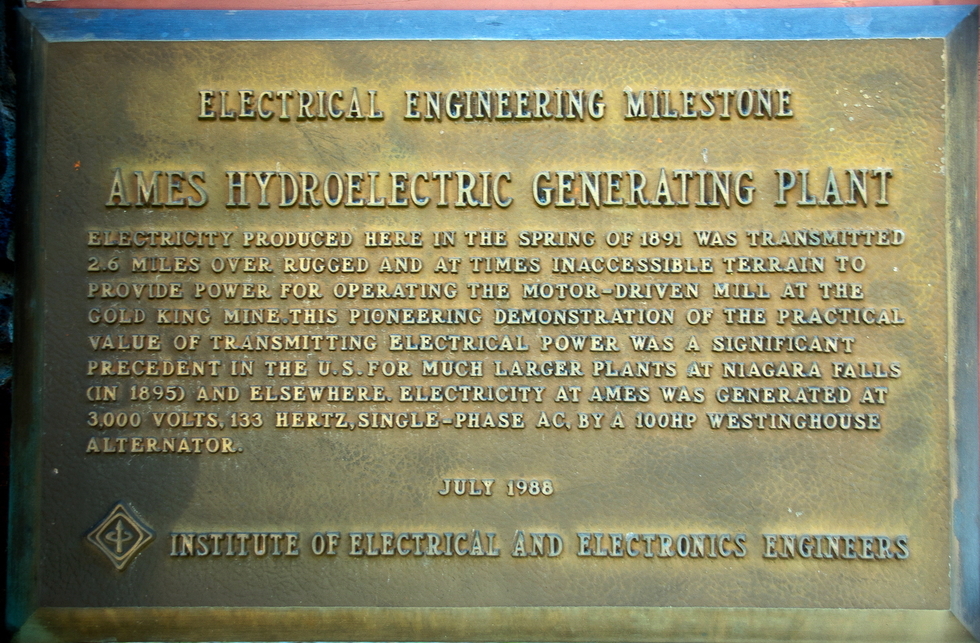 ELECTRICAL ENGINEERING MILESTONE
AMES HYDROELECTRIC GENERATING PLANT
ELECTRICITY PRODUCED HERE IN THE SPRING OF 1891 WAS TRANSMITTED
2.6 MILES OVER RUGGED AND AT TIMES INACCESSIBLE TERRAIN TO
PROVIDE POWER FOR OPERATING THE MOTOR-DRIVEN MILL AT THE
GOLD KING MINE. THIS PIONEERING DEMONSTRATION OF THE PRACTICAL
VALUE OF TRANSMITTING ELECTRICAL POWER WAS A SIGNIFICANT
PRECEDENT IN THE U.S. FOR MUCH LARGER PLANTS AT NIAGARA FALLS
(IN 1895) AND ELSEWHERE. ELECTRICITY AT AMES WAS GENERATED AT
3,000 VOLTS, 133 HERTZ, SINGLE-PHASE AC, BY A 100HP WESTINGHOUSE
ALTERNATOR.
JULY 1988
INSTITUTE OF ELECTRICAL AND ELECTRONICS ENGINEERS